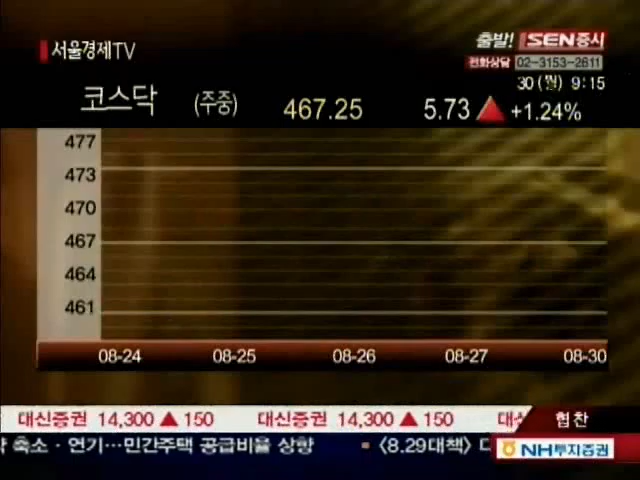 서울경제TV
출발! SEN증시
전화상담 02-3153-2611
30 (월) 9:15
코스닥 (주중) 467.25 5.73 ▲ +1.24%
477
473
470
467
464
461
08-24 08-25 08-26 08-27 08-30
대신증권 14,300 ▲ 150 대신증권 14,300 ▲ 150 대신 협찬
축소 · 연기...민간주택 공급비율 상향 ▪ <8.29대책> NH투자증권